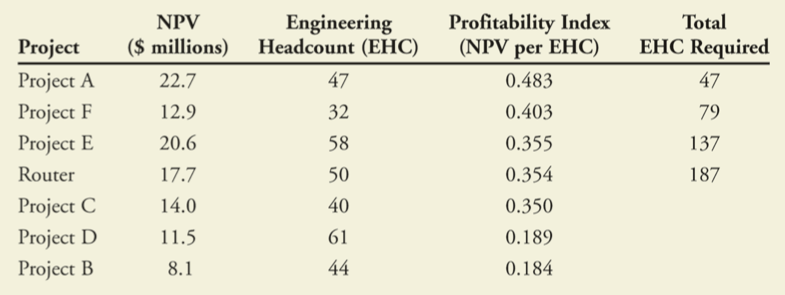 NPV Engineering Profitability Index Total
Project ($ millions) Headcount (EHC) (NPV per EHC) EHC Required
Project A 22.7 47 0.483 47
Project F 12.9 32 0.403 79
Project E 20.6 58 0.355 137
Router 17.7 50 0.354 187
Project C 14.0 40 0.350
Project D 11.5 61 0.189
Project B 8.1 44 0.184